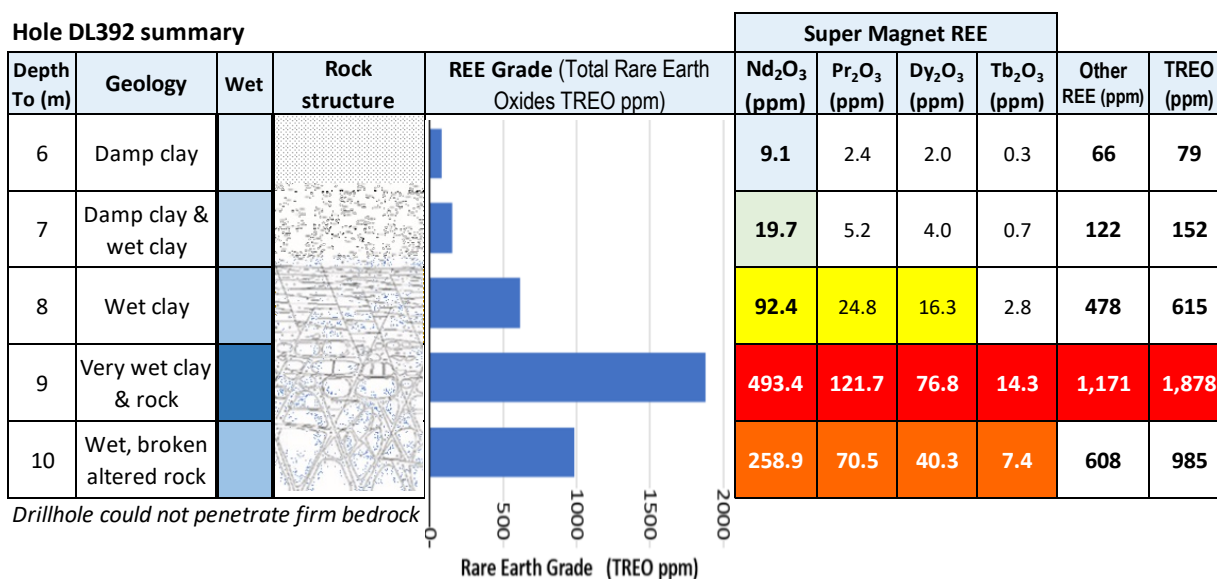 Hole DL392 summary
Super Magnet REE
Depth To (m) Geology Wet Rock structure REE Grade (Total Rare Earth Oxides TREO ppm) Nd₂O₃ (ppm) Pr₂O₃ (ppm) Dy₂O₃ (ppm) Tb₂O₃ (ppm) Other REE (ppm) TREO (ppm)
6 Damp clay 9.1 2.4 2.0 0.3 66 79
7 Damp clay & wet clay 19.7 5.2 4.0 0.7 122 152
8 Wet clay 92.4 24.8 16.3 2.8 478 615
9 Very wet clay & rock 493.4 121.7 76.8 14.3 1,171 1,878
10 Wet, broken altered rock 258.9 70.5 40.3 7.4 608 985
Drillhole could not penetrate firm bedrock
0- 500 1000 1500 2000
Rare Earth Grade (TREO ppm)